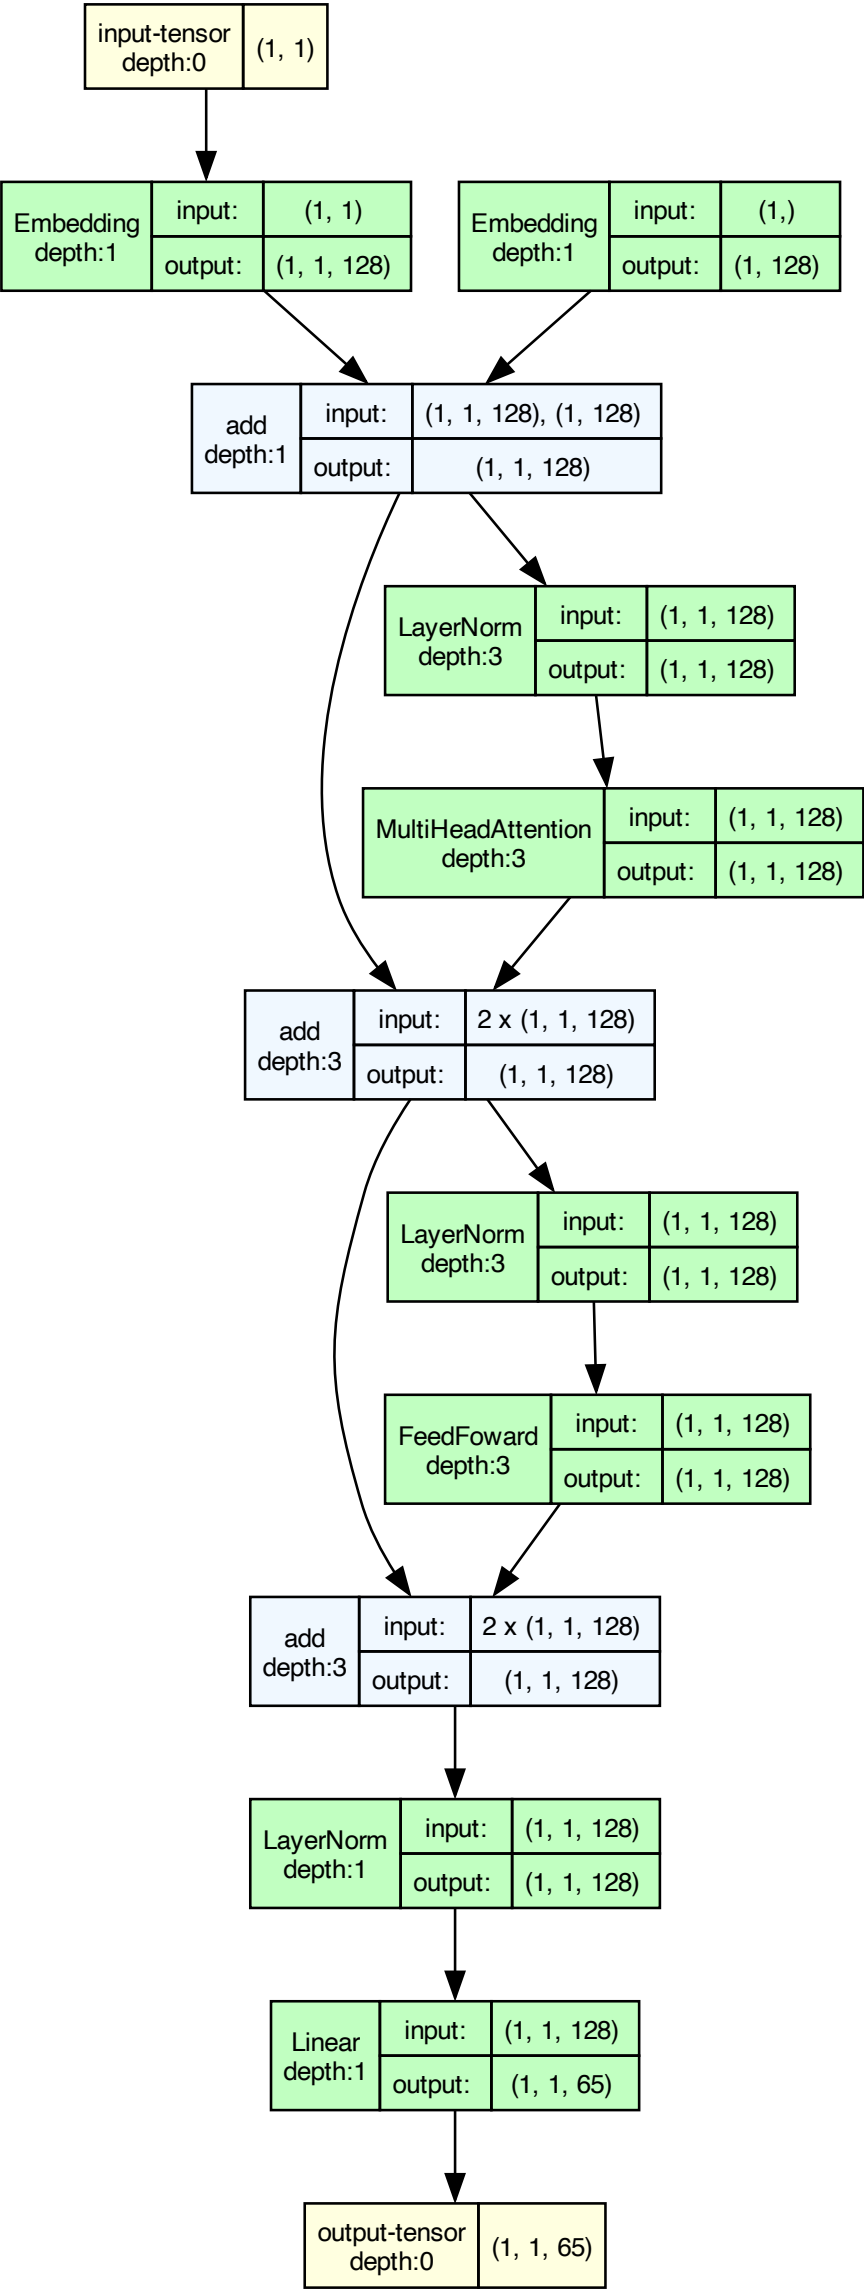 input-tensor
depth:0
(1, 1)
Embedding
depth:1
input:
(1, 1)
output:
(1, 1, 128)
Embedding
depth:1
input:
(1,)
output:
(1, 128)
add
depth:1
input:
(1, 1, 128), (1, 128)
output:
(1, 1, 128)
LayerNorm
depth:3
input:
(1, 1, 128)
output:
(1, 1, 128)
MultiHeadAttention
depth:3
input:
(1, 1, 128)
output:
(1, 1, 128)
add
depth:3
input:
2 x (1, 1, 128)
output:
(1, 1, 128)
LayerNorm
depth:3
input:
(1, 1, 128)
output:
(1, 1, 128)
FeedFoward
depth:3
input:
(1, 1, 128)
output:
(1, 1, 128)
add
depth:3
input:
2 x (1, 1, 128)
output:
(1, 1, 128)
LayerNorm
depth:1
input:
(1, 1, 128)
output:
(1, 1, 128)
Linear
depth:1
input:
(1, 1, 128)
output:
(1, 1, 65)
output-tensor
depth:0
(1, 1, 65)